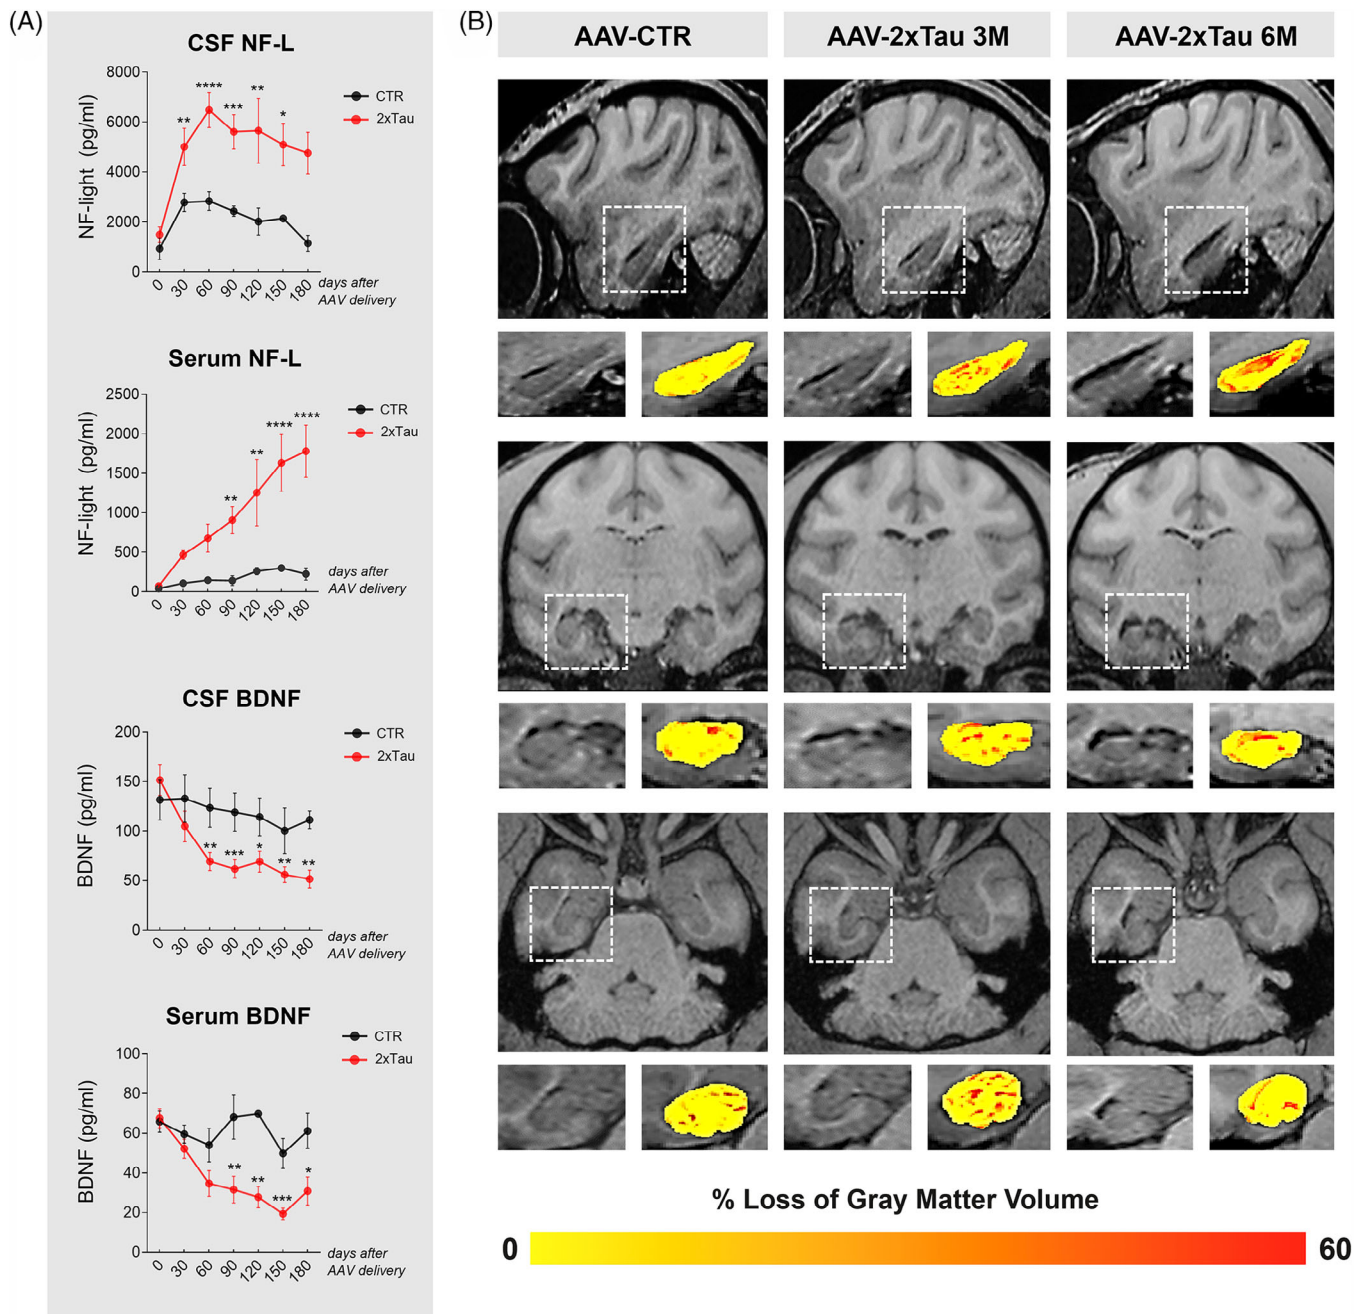 (A)
CSF NF-L
NF-light (pg/ml)
8000
6000
4000
2000
0
**
****
***
**
*
CTR
2xTau
0 30 60 90 120 150 180
days after
AAV delivery
Serum NF-L
NF-light (pg/ml)
2500
2000
1500
1000
500
0
**
**
****
****
CTR
2xTau
0 30 60 90 120 150 180
days after
AAV delivery
CSF BDNF
BDNF (pg/ml)
200
150
100
50
0
**
***
*
**
**
CTR
2xTau
0 30 60 90 120 150 180
days after
AAV delivery
Serum BDNF
BDNF (pg/ml)
100
80
60
40
20
0
**
**
***
*
CTR
2xTau
0 30 60 90 120 150 180
days after
AAV delivery
(B)
AAV-CTR
AAV-2xTau 3M
AAV-2xTau 6M
% Loss of Gray Matter Volume
0
60